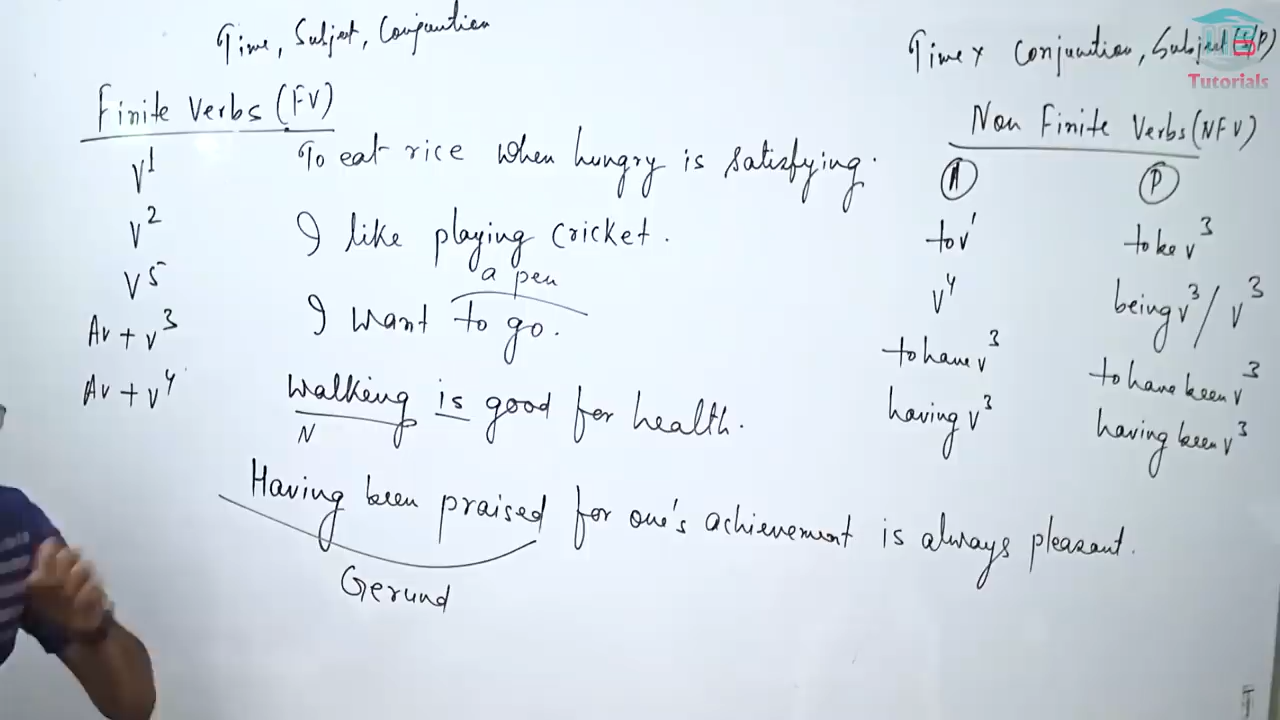 Time, Subject, Conjunction
Finite Verbs (FV)
V¹
V²
V⁵
Av + V³
Av + V⁴
To eat rice when hungry is satisfying.
I like playing cricket.
a pen
I want to go.
Walking is good for health.
N
Having been praised for one's achievement is always pleasant.
Gerund
Time x Conjunction, Subject (S/P)
Tutorials
Non Finite Verbs (NFV)
A P
to V¹ to be V³
V⁴ being V³ / V³
to have V³ to have been V³
having V³ having been V³